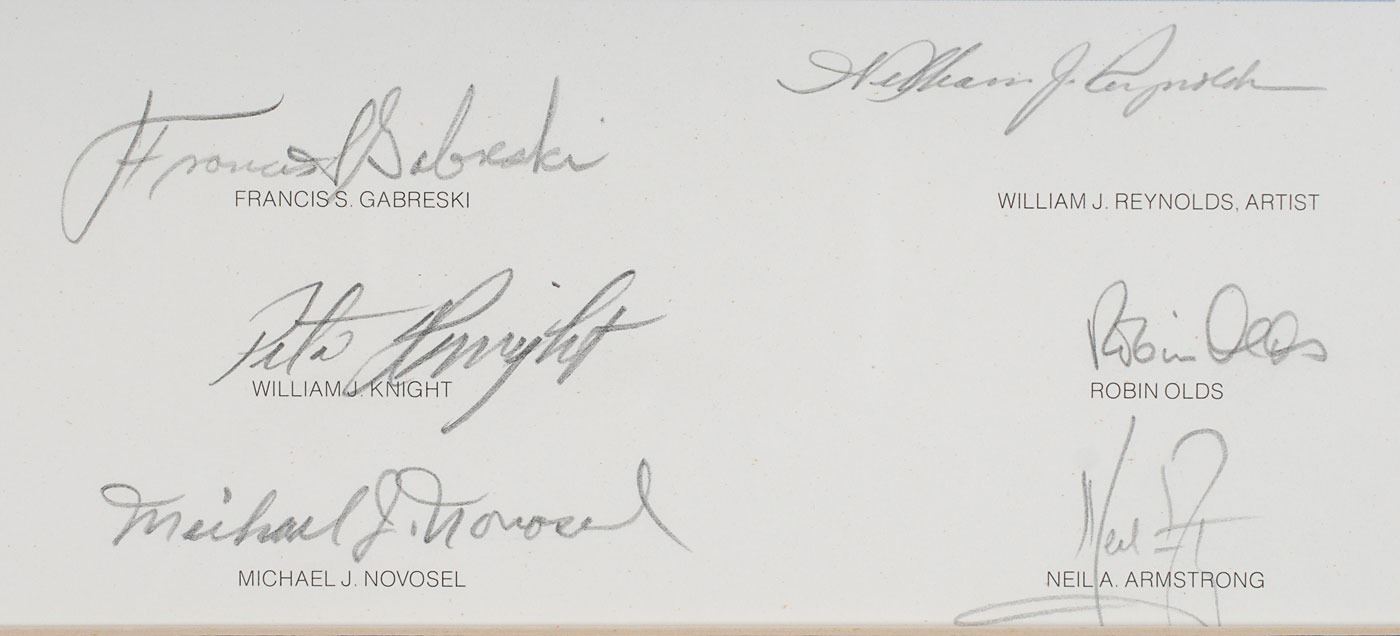 Francis S Gabreski
FRANCIS S. GABRESKI
William J. Reynolds
WILLIAM J. REYNOLDS, ARTIST
Pete Knight
WILLIAM J. KNIGHT
Robin Olds
ROBIN OLDS
Michael J. Novosel
MICHAEL J. NOVOSEL
Neil
NEIL A. ARMSTRONG